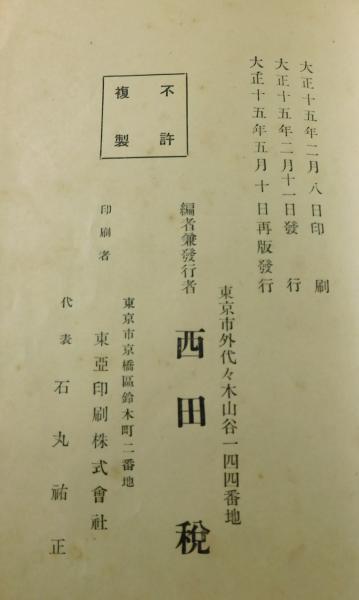 大正十五年二月八日印刷
大正十五年二月十一日發行
大正十五年五月十日再版發行
不許複製
東京市外代々木山谷一四四番地
編者兼發行者 西田税
東京市京橋區鈴木町二番地
印刷者 東亞印刷株式會社
代表 石丸祐正